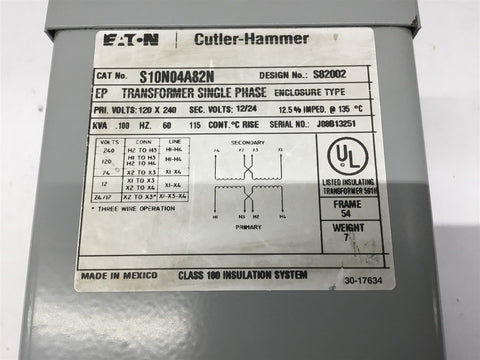 EATON Cutler-Hammer
CAT No. S10N04A82N DESIGN No.: S82002
EP TRANSFORMER SINGLE PHASE ENCLOSURE TYPE
PRI. VOLTS: 120 X 240 SEC. VOLTS: 12/24 12.5% IMPED. @ 135 °C
KVA .100 HZ. 60 115 CONT. °C RISE SERIAL NO.: J08B13251
VOLTS CONN LINE
240 H2 TO H3 H1-H4
120 H1 TO H3 H2 TO H4 H1-H4
24 X2 TO X3 X1-X4
12 X1 TO X3 X2 TO X4 X1-X4
24/12 X2 TO X3* X1-X3-X4
* THREE WIRE OPERATION
SECONDARY
X4 X2 X3 X1
H1 H3 H2 H4
PRIMARY
UL
LISTED INSULATING
TRANSFORMER 591H
FRAME
54
WEIGHT
7
MADE IN MEXICO CLASS 180 INSULATION SYSTEM 30-17634